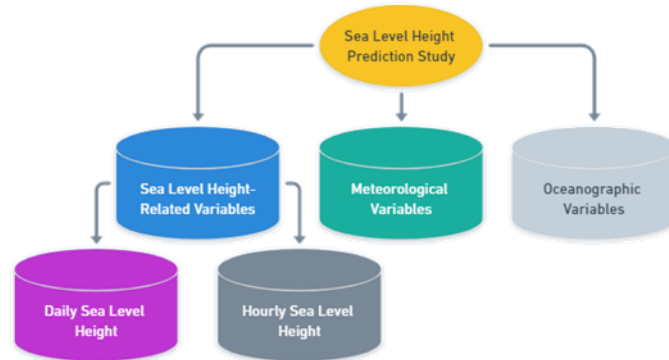 Sea Level Height
Prediction Study
Sea Level Height-
Related Variables
Meteorological
Variables
Oceanographic
Variables
Daily Sea Level
Height
Hourly Sea Level
Height